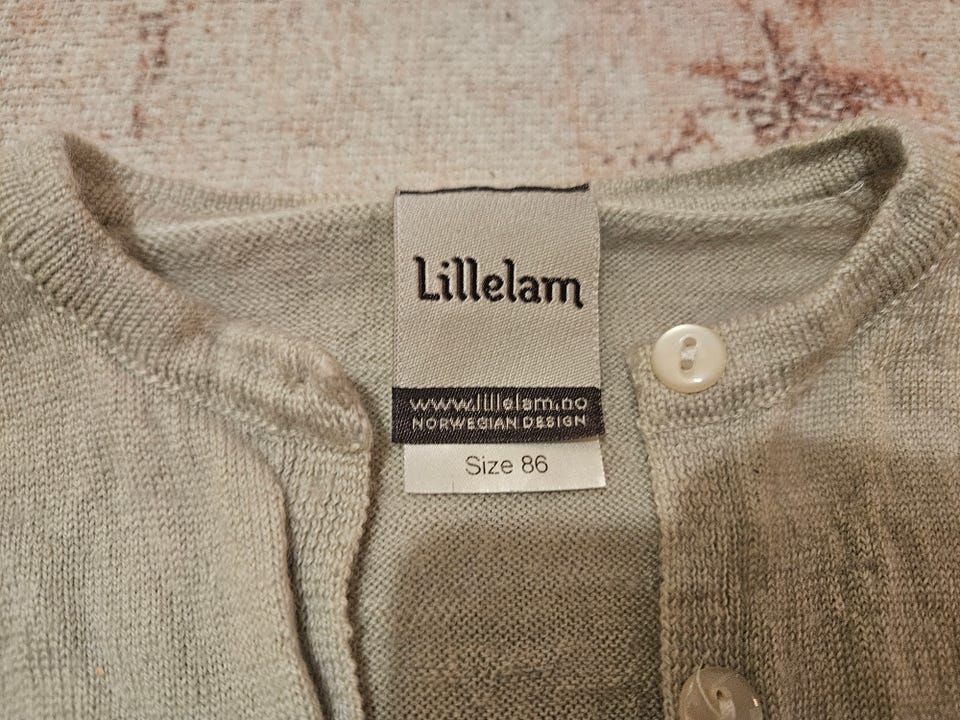 Lillelam
www.lillelam.no
NORWEGIAN DESIGN
Size 86